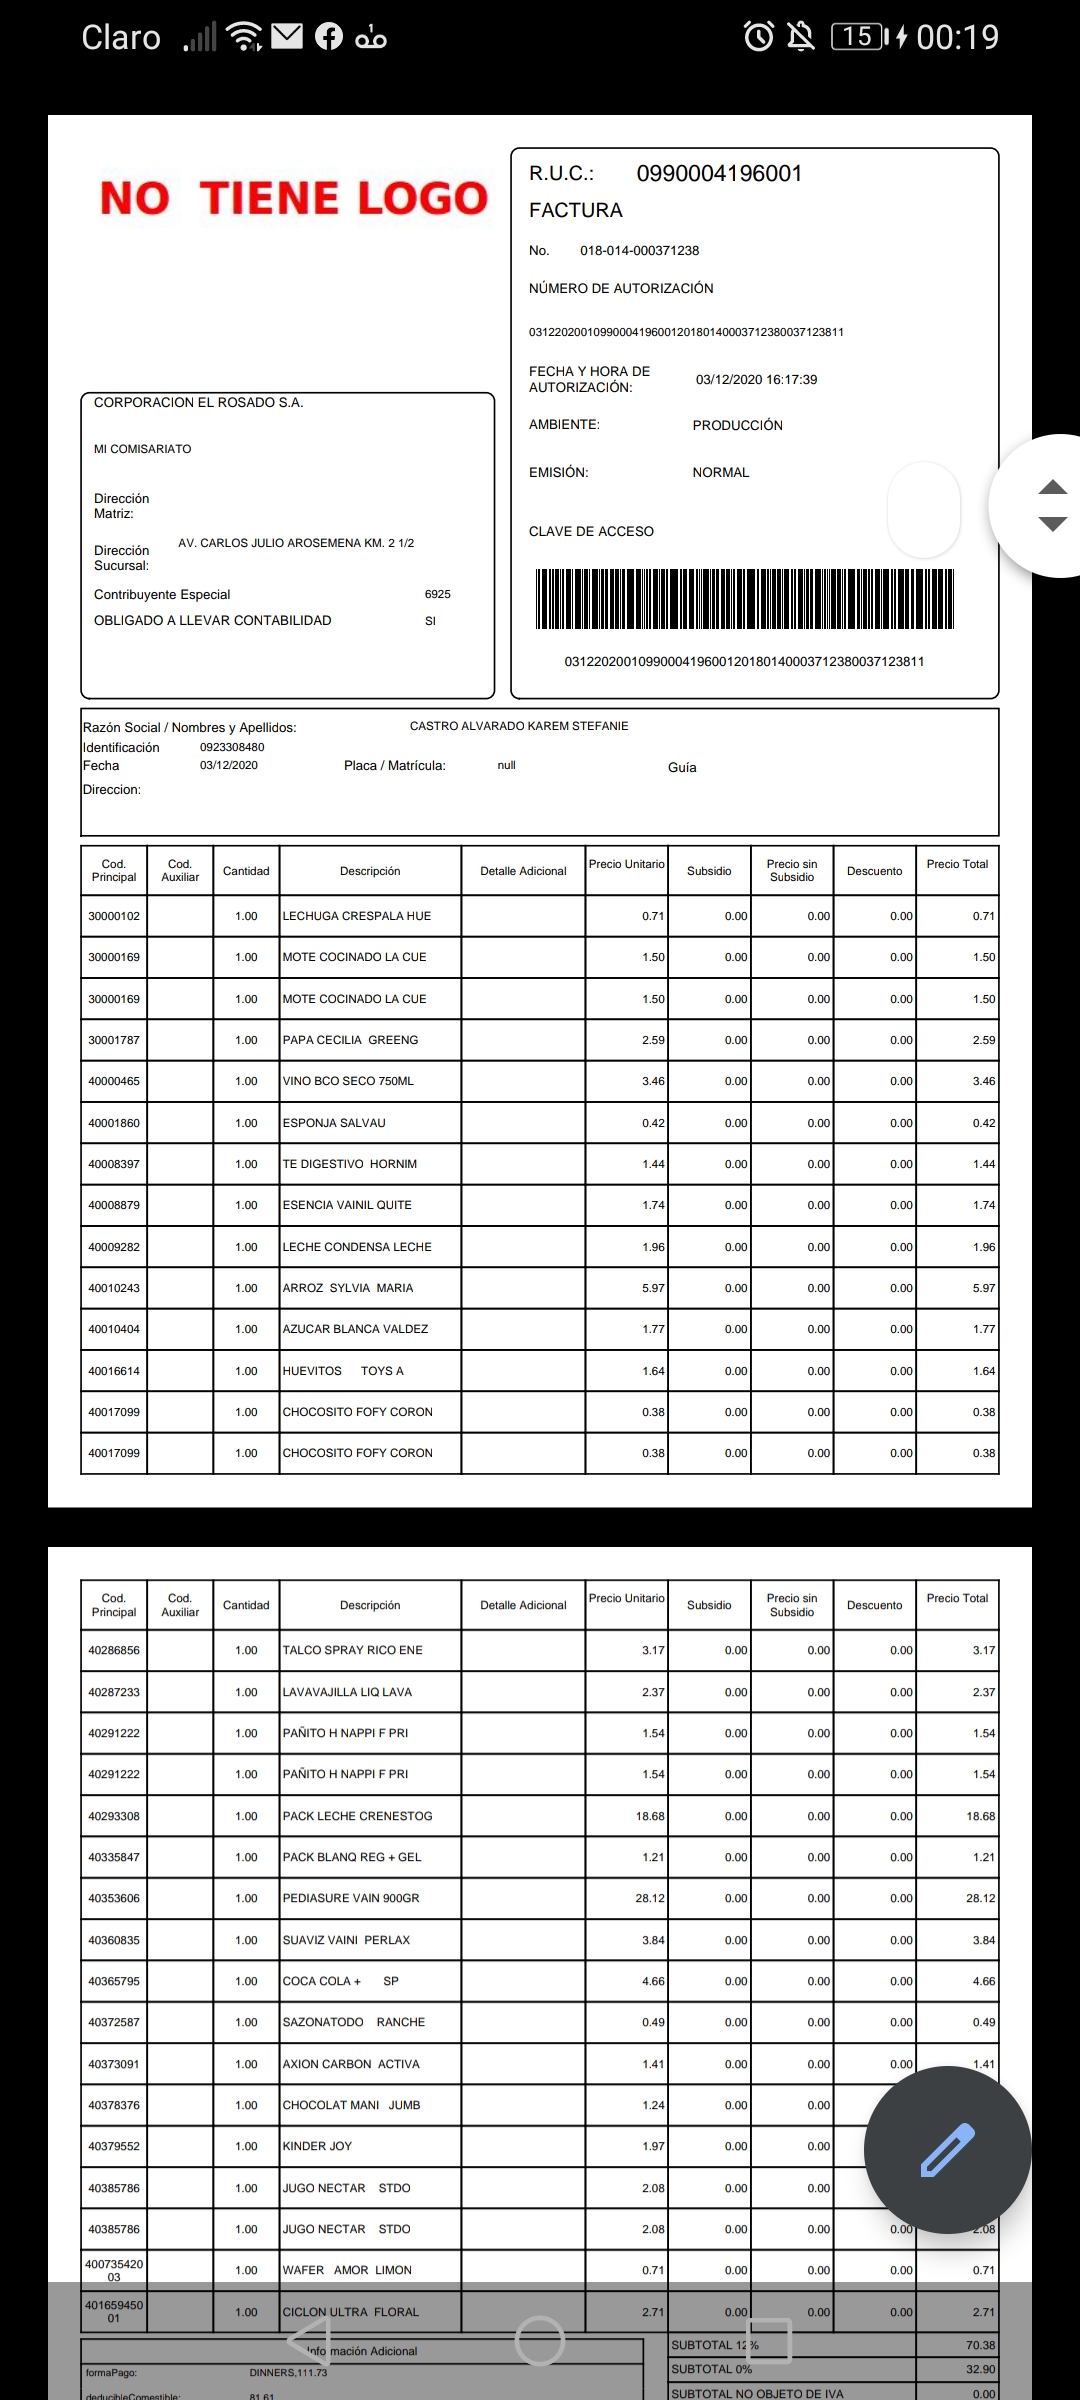 Claro 15 00:19
NO TIENE LOGO
R.U.C.: 0990004196001
FACTURA
No. 018-014-000371238
NÚMERO DE AUTORIZACIÓN
0312202001099000419600120180140003712380037123811
FECHA Y HORA DE
AUTORIZACIÓN: 03/12/2020 16:17:39
AMBIENTE: PRODUCCIÓN
EMISIÓN: NORMAL
CLAVE DE ACCESO
0312202001099000419600120180140003712380037123811
CORPORACION EL ROSADO S.A.
MI COMISARIATO
Dirección
Matriz:
Dirección
Sucursal: AV. CARLOS JULIO AROSEMENA KM. 2 1/2
Contribuyente Especial 6925
OBLIGADO A LLEVAR CONTABILIDAD SI
Razón Social / Nombres y Apellidos: CASTRO ALVARADO KAREM STEFANIE
Identificación 0923308480
Fecha 03/12/2020 Placa / Matrícula: null Guía
Direccion:
Cod. Principal Cod. Auxiliar Cantidad Descripción Detalle Adicional Precio Unitario Subsidio Precio sin Subsidio Descuento Precio Total
30000102 1.00 LECHUGA CRESPALA HUE 0.71 0.00 0.00 0.00 0.71
30000169 1.00 MOTE COCINADO LA CUE 1.50 0.00 0.00 0.00 1.50
30000169 1.00 MOTE COCINADO LA CUE 1.50 0.00 0.00 0.00 1.50
30001787 1.00 PAPA CECILIA GREENG 2.59 0.00 0.00 0.00 2.59
40000465 1.00 VINO BCO SECO 750ML 3.46 0.00 0.00 0.00 3.46
40001860 1.00 ESPONJA SALVAU 0.42 0.00 0.00 0.00 0.42
40008397 1.00 TE DIGESTIVO HORNIM 1.44 0.00 0.00 0.00 1.44
40008879 1.00 ESENCIA VAINIL QUITE 1.74 0.00 0.00 0.00 1.74
40009282 1.00 LECHE CONDENSA LECHE 1.96 0.00 0.00 0.00 1.96
40010243 1.00 ARROZ SYLVIA MARIA 5.97 0.00 0.00 0.00 5.97
40010404 1.00 AZUCAR BLANCA VALDEZ 1.77 0.00 0.00 0.00 1.77
40016614 1.00 HUEVITOS TOYS A 1.64 0.00 0.00 0.00 1.64
40017099 1.00 CHOCOSITO FOFY CORON 0.38 0.00 0.00 0.00 0.38
40017099 1.00 CHOCOSITO FOFY CORON 0.38 0.00 0.00 0.00 0.38
Cod. Principal Cod. Auxiliar Cantidad Descripción Detalle Adicional Precio Unitario Subsidio Precio sin Subsidio Descuento Precio Total
40286856 1.00 TALCO SPRAY RICO ENE 3.17 0.00 0.00 0.00 3.17
40287233 1.00 LAVAVAJILLA LIQ LAVA 2.37 0.00 0.00 0.00 2.37
40291222 1.00 PAÑITO H NAPPI F PRI 1.54 0.00 0.00 0.00 1.54
40291222 1.00 PAÑITO H NAPPI F PRI 1.54 0.00 0.00 0.00 1.54
40293308 1.00 PACK LECHE CRENESTOG 18.68 0.00 0.00 0.00 18.68
40335847 1.00 PACK BLANQ REG + GEL 1.21 0.00 0.00 0.00 1.21
40353606 1.00 PEDIASURE VAIN 900GR 28.12 0.00 0.00 0.00 28.12
40360835 1.00 SUAVIZ VAINI PERLAX 3.84 0.00 0.00 0.00 3.84
40365795 1.00 COCA COLA + SP 4.66 0.00 0.00 0.00 4.66
40372587 1.00 SAZONATODO RANCHE 0.49 0.00 0.00 0.00 0.49
40373091 1.00 AXION CARBON ACTIVA 1.41 0.00 0.00 0.00 1.41
40378376 1.00 CHOCOLAT MANI JUMB 1.24 0.00 0.00
40379552 1.00 KINDER JOY 1.97 0.00 0.00
40385786 1.00 JUGO NECTAR STDO 2.08 0.00 0.00
40385786 1.00 JUGO NECTAR STDO 2.08 0.00 0.00 0.00 2.08
40073542003 1.00 WAFER AMOR LIMON 0.71 0.00 0.00 0.00 0.71
40165945001 1.00 CICLON ULTRA FLORAL 2.71 0.00 0.00 0.00 2.71
Información Adicional
formaPago: DINNERS,111.73
deducibleComestible: 81.61
SUBTOTAL 12% 70.38
SUBTOTAL 0% 32.90
SUBTOTAL NO OBJETO DE IVA 0.00